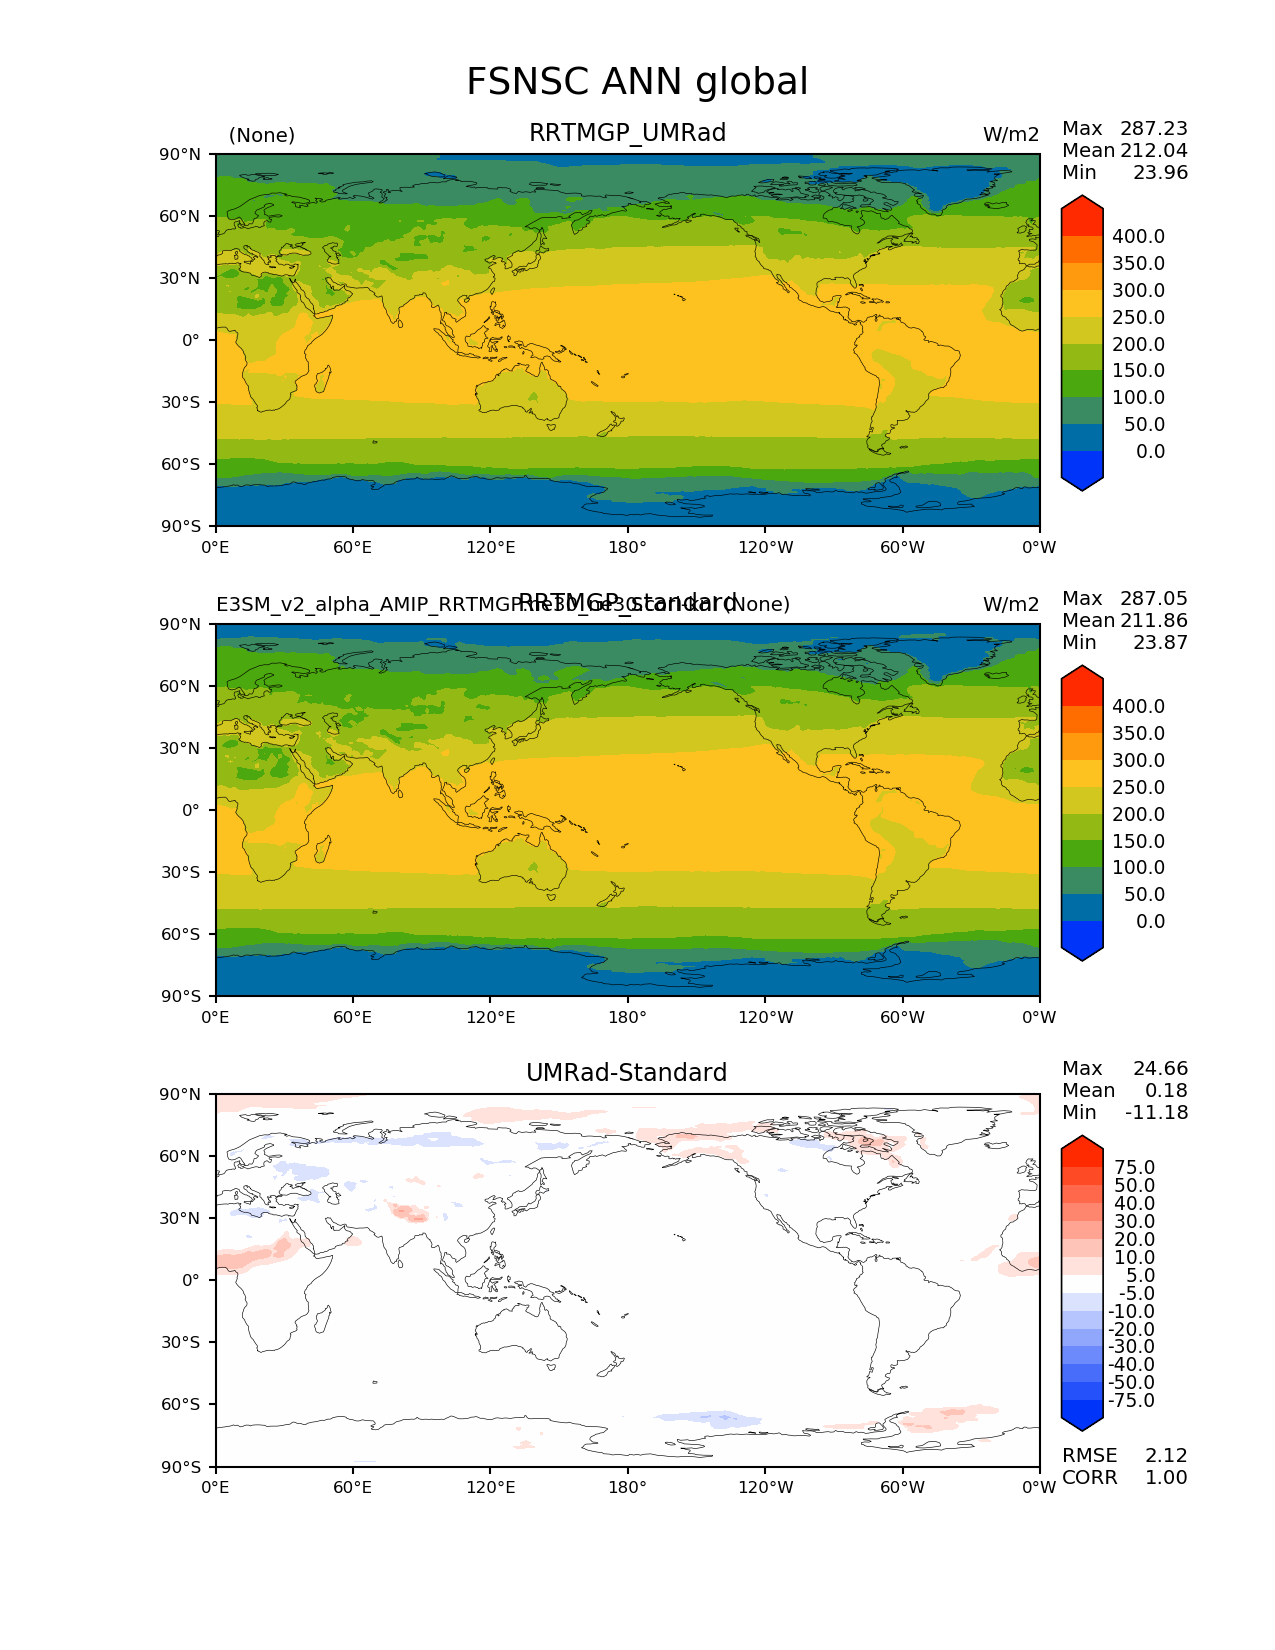 FSNSC ANN global
(None) RRTMGP_UMRad W/m2
Max 287.23
Mean 212.04
Min 23.96
90°N
60°N
30°N
0°
30°S
60°S
90°S
0°E 60°E 120°E 180° 120°W 60°W 0°W
400.0
350.0
300.0
250.0
200.0
150.0
100.0
50.0
0.0
E3SM_v2_alpha_AMIP_RRTMGP (None) RRTMGP_standard W/m2
Max 287.05
Mean 211.86
Min 23.87
90°N
60°N
30°N
0°
30°S
60°S
90°S
0°E 60°E 120°E 180° 120°W 60°W 0°W
400.0
350.0
300.0
250.0
200.0
150.0
100.0
50.0
0.0
UMRad-Standard
Max 24.66
Mean 0.18
Min -11.18
90°N
60°N
30°N
0°
30°S
60°S
90°S
0°E 60°E 120°E 180° 120°W 60°W 0°W
75.0
50.0
40.0
30.0
20.0
10.0
5.0
-5.0
-10.0
-20.0
-30.0
-40.0
-50.0
-75.0
RMSE 2.12
CORR 1.00